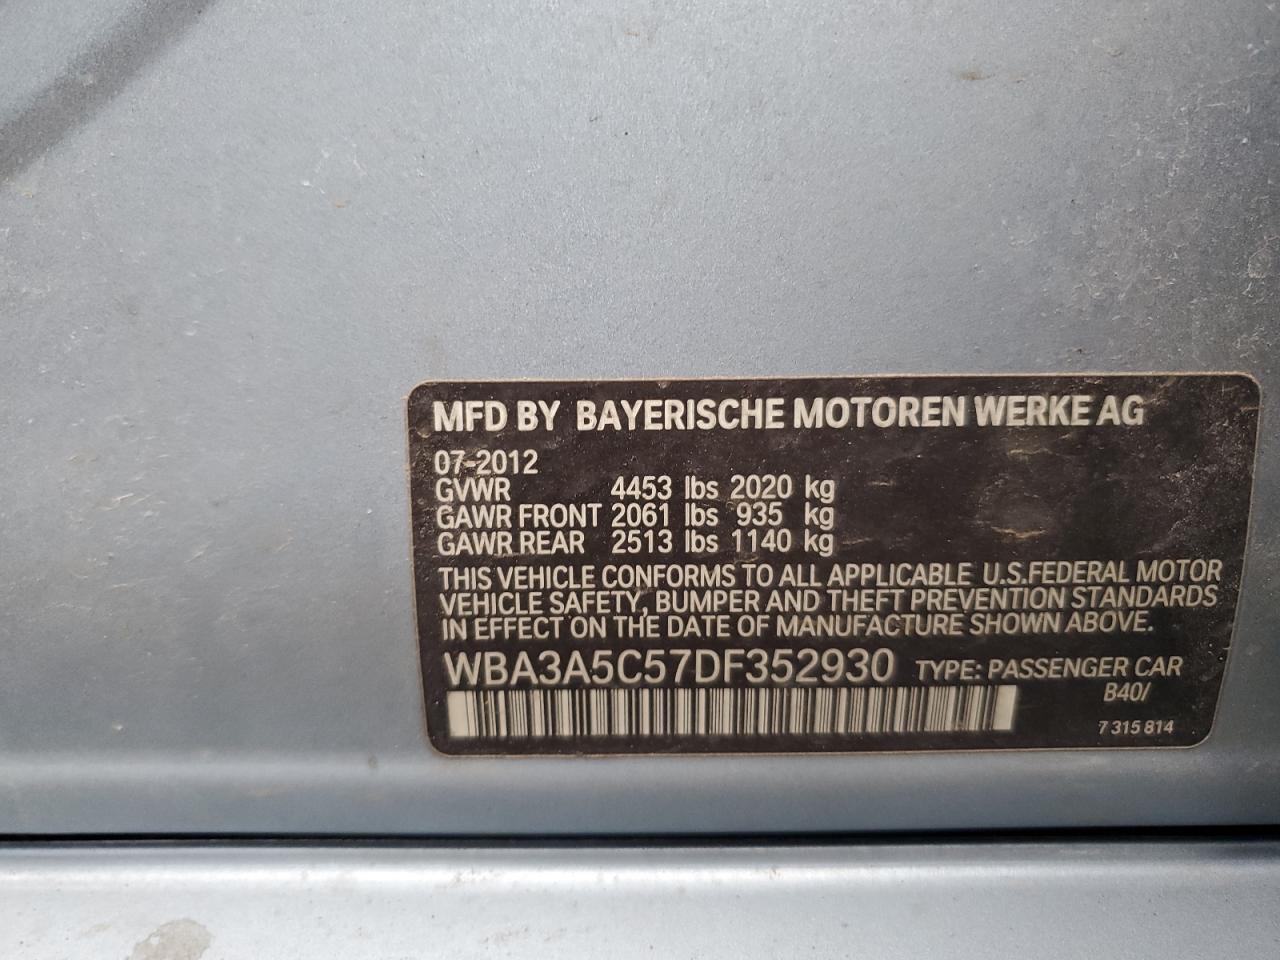 MFD BY BAYERISCHE MOTOREN WERKE AG
07-2012
GVWR 4453 lbs 2020 kg
GAWR FRONT 2061 lbs 935 kg
GAWR REAR 2513 lbs 1140 kg
THIS VEHICLE CONFORMS TO ALL APPLICABLE U.S.FEDERAL MOTOR
VEHICLE SAFETY, BUMPER AND THEFT PREVENTION STANDARDS
IN EFFECT ON THE DATE OF MANUFACTURE SHOWN ABOVE.
WBA3A5C57DF352930 TYPE: PASSENGER CAR
B40/
7 315 814